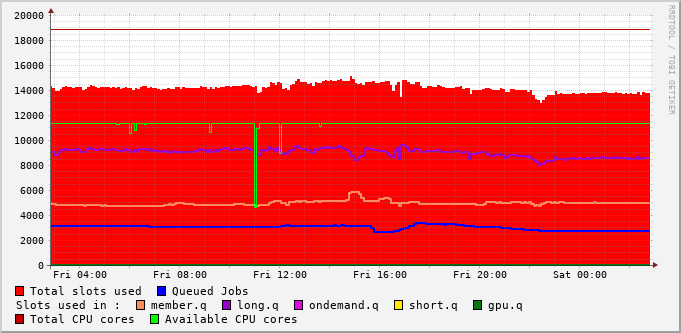 20000
18000
16000
14000
12000
10000
8000
6000
4000
2000
0
Fri 04:00 Fri 08:00 Fri 12:00 Fri 16:00 Fri 20:00 Sat 00:00
Total slots used Queued Jobs
Slots used in : member.q long.q ondemand.q short.q gpu.q
Total CPU cores Available CPU cores
RRDTOOL / TOBI OETIKER